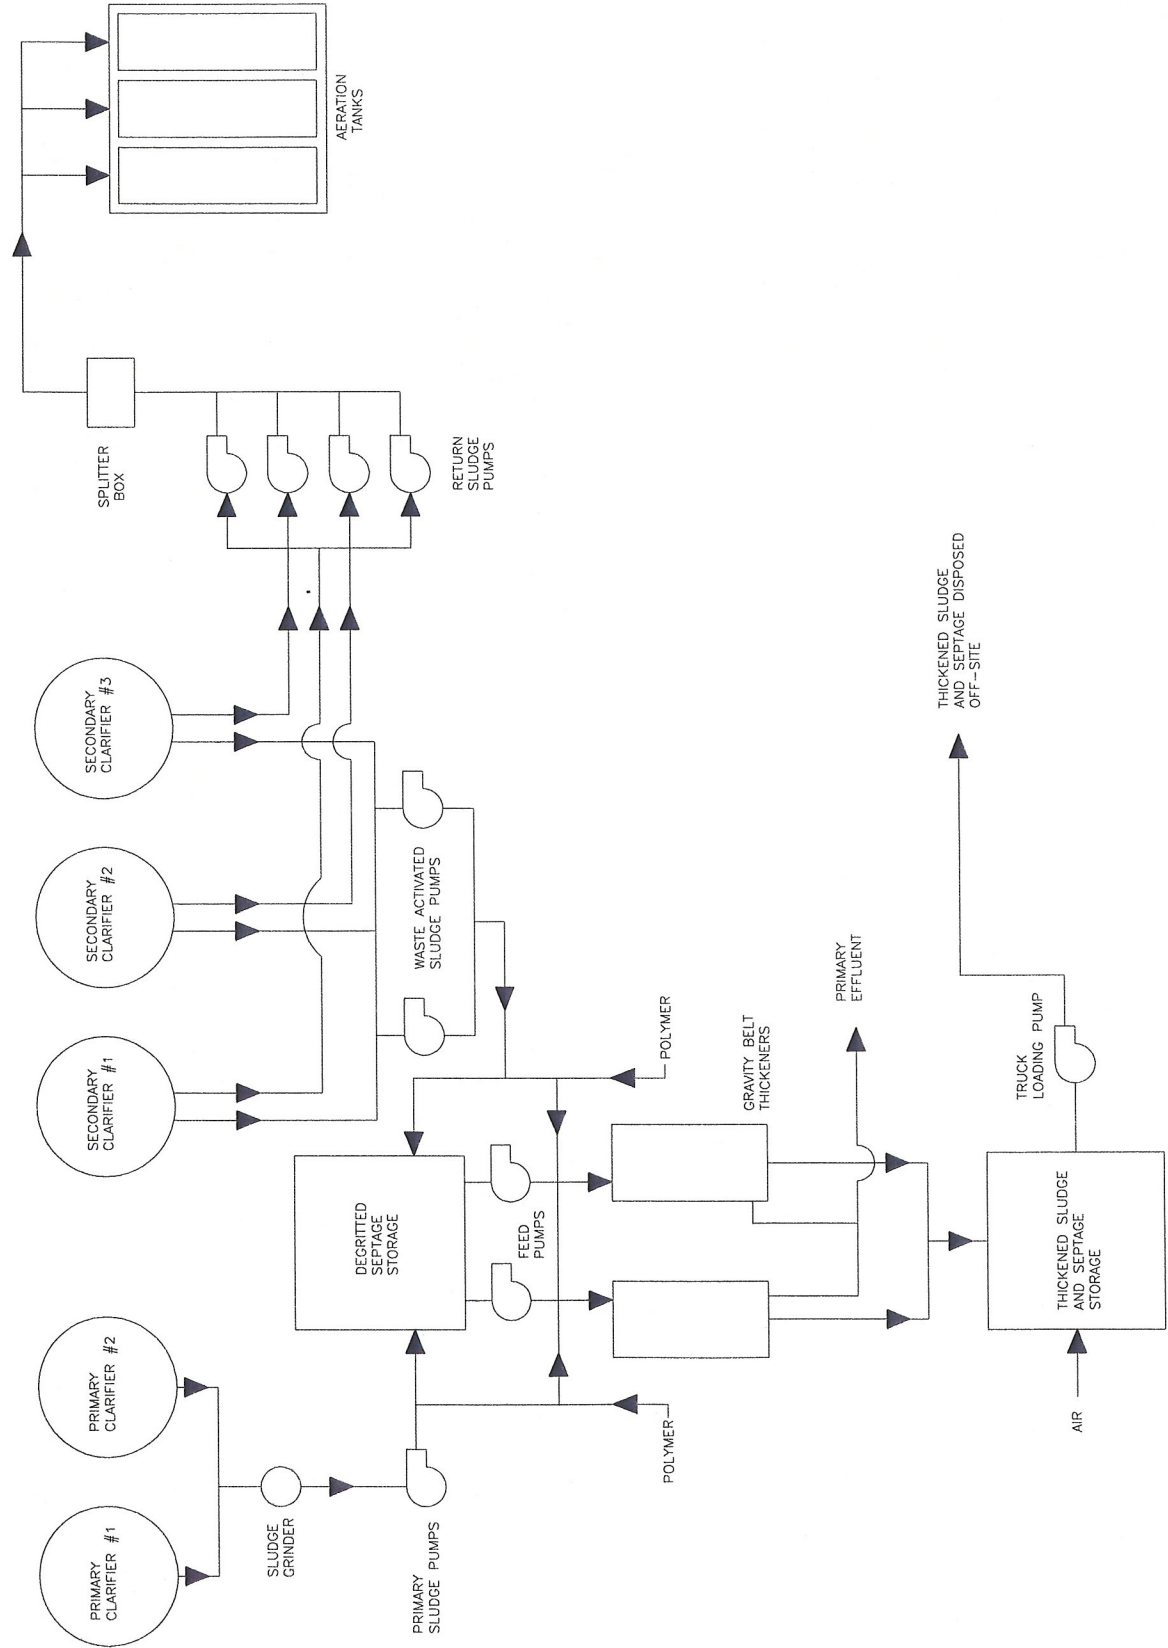 PRIMARY
CLARIFIER #1
PRIMARY
CLARIFIER #2
SECONDARY
CLARIFIER #1
SECONDARY
CLARIFIER #2
SECONDARY
CLARIFIER #3
SPLITTER
BOX
AERATION
TANKS
SLUDGE
GRINDER
PRIMARY
SLUDGE PUMPS
DEGRITTED
SEPTAGE
STORAGE
WASTE ACTIVATED
SLUDGE PUMPS
RETURN
SLUDGE
PUMPS
FEED
PUMPS
POLYMER
POLYMER
GRAVITY BELT
THICKENERS
PRIMARY
EFFLUENT
AIR
THICKENED SLUDGE
AND SEPTAGE
STORAGE
TRUCK
LOADING PUMP
THICKENED SLUDGE
AND SEPTAGE DISPOSED
OFF-SITE